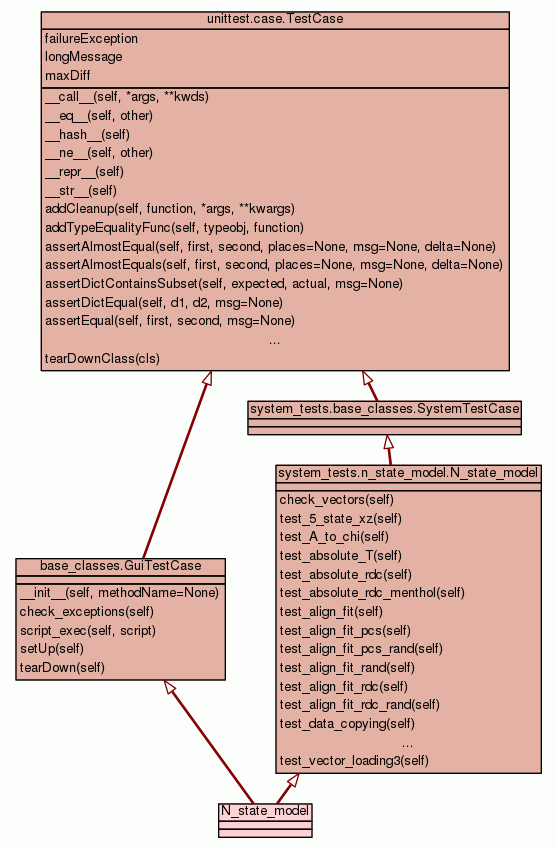 unittest.case.TestCase
failureException
longMessage
maxDiff
__call__(self, *args, **kwds)
__eq__(self, other)
__hash__(self)
__ne__(self, other)
__repr__(self)
__str__(self)
addCleanup(self, function, *args, **kwargs)
addTypeEqualityFunc(self, typeobj, function)
assertAlmostEqual(self, first, second, places=None, msg=None, delta=None)
assertAlmostEquals(self, first, second, places=None, msg=None, delta=None)
assertDictContainsSubset(self, expected, actual, msg=None)
assertDictEqual(self, d1, d2, msg=None)
assertEqual(self, first, second, msg=None)
...
tearDownClass(cls)
system_tests.base_classes.SystemTestCase
system_tests.n_state_model.N_state_model
check_vectors(self)
test_5_state_xz(self)
test_A_to_chi(self)
test_absolute_T(self)
test_absolute_rdc(self)
test_absolute_rdc_menthol(self)
test_align_fit(self)
test_align_fit_pcs(self)
test_align_fit_pcs_rand(self)
test_align_fit_rand(self)
test_align_fit_rdc(self)
test_align_fit_rdc_rand(self)
test_data_copying(self)
...
test_vector_loading3(self)
base_classes.GuiTestCase
__init__(self, methodName=None)
check_exceptions(self)
script_exec(self, script)
setUp(self)
tearDown(self)
N_state_model